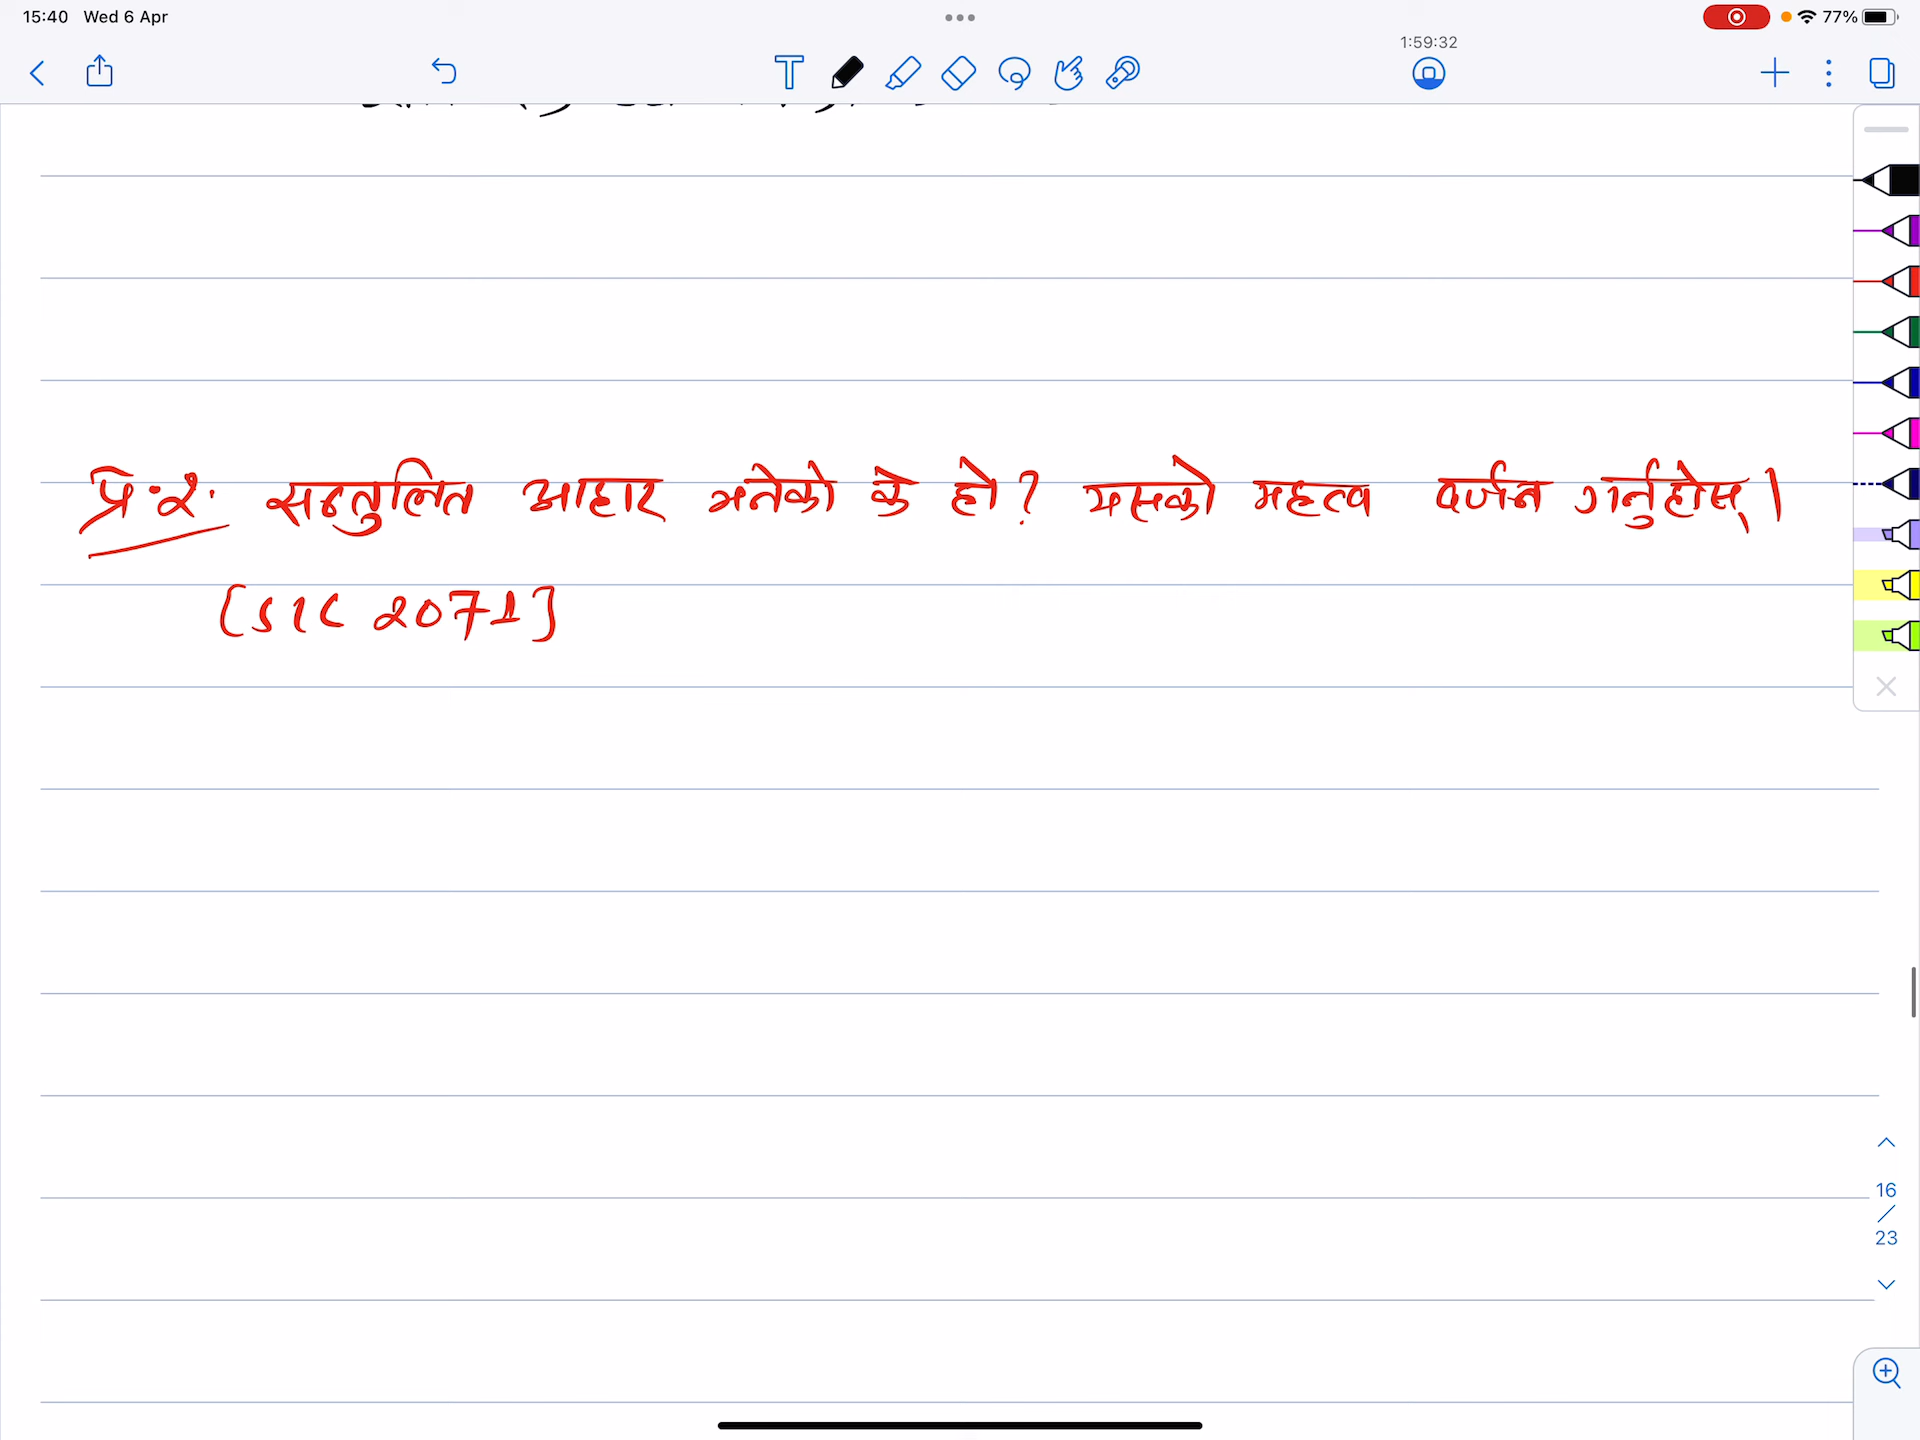 15:40 Wed 6 Apr
77%
1:59:32
प्र.२. सन्तुलित आहार भनेको के हो? यसको महत्व वर्णन गर्नुहोस् ।
[SLC 2071]
16
/
23